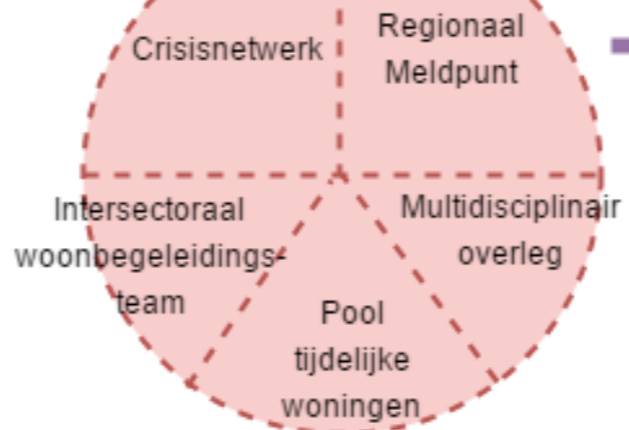 Crisisnetwerk
Regionaal
Meldpunt
Intersectoraal
woonbegeleidings-
team
Multidisciplinair
overleg
Pool
tijdelijke
woningen